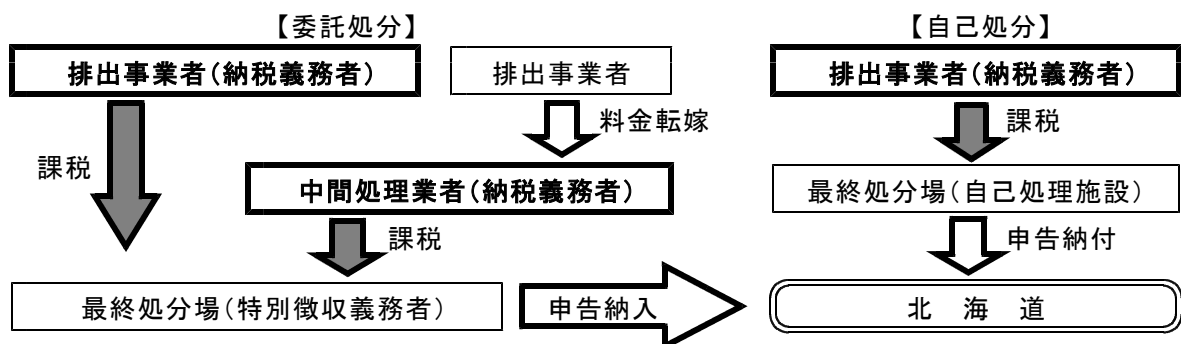 【委託処分】
【自己処分】
排出事業者(納税義務者)
排出事業者
排出事業者(納税義務者)
料金転嫁
課税
課税
中間処理業者(納税義務者)
最終処分場(自己処理施設)
課税
申告納付
最終処分場(特別徴収義務者)
申告納入
北 海 道